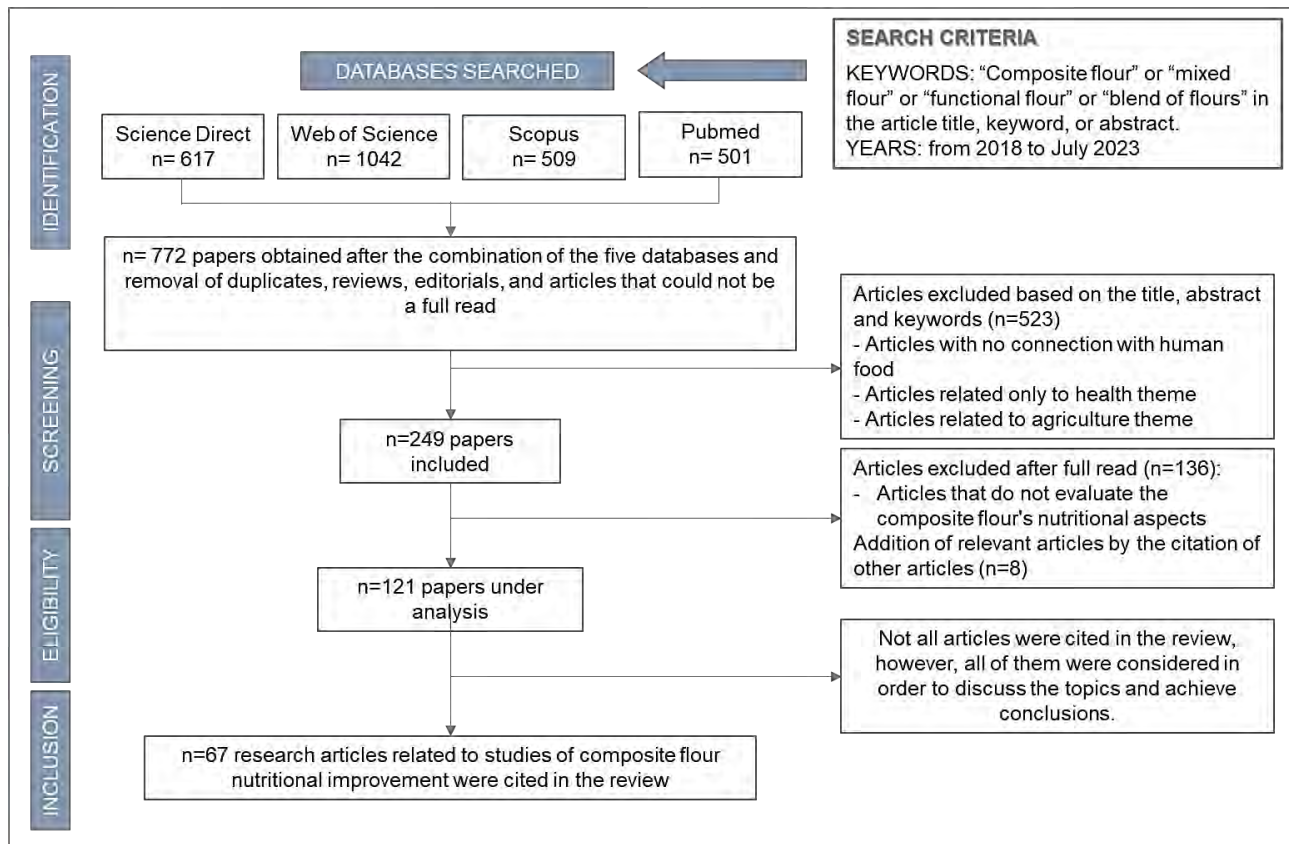 IDENTIFICATION
DATABASES SEARCHED
SEARCH CRITERIA
KEYWORDS: “Composite flour” or “mixed
flour” or “functional flour” or “blend of flours” in
the article title, keyword, or abstract.
YEARS: from 2018 to July 2023
Science Direct
n= 617
Web of Science
n= 1042
Scopus
n= 509
Pubmed
n= 501
n= 772 papers obtained after the combination of the five databases and
removal of duplicates, reviews, editorials, and articles that could not be
a full read
SCREENING
Articles excluded based on the title, abstract
and keywords (n=523)
- Articles with no connection with human
food
- Articles related only to health theme
- Articles related to agriculture theme
n=249 papers
included
Articles excluded after full read (n=136):
- Articles that do not evaluate the
composite flour's nutritional aspects
Addition of relevant articles by the citation of
other articles (n=8)
ELIGIBILITY
n=121 papers under
analysis
Not all articles were cited in the review,
however, all of them were considered in
order to discuss the topics and achieve
conclusions.
INCLUSION
n=67 research articles related to studies of composite flour
nutritional improvement were cited in the review